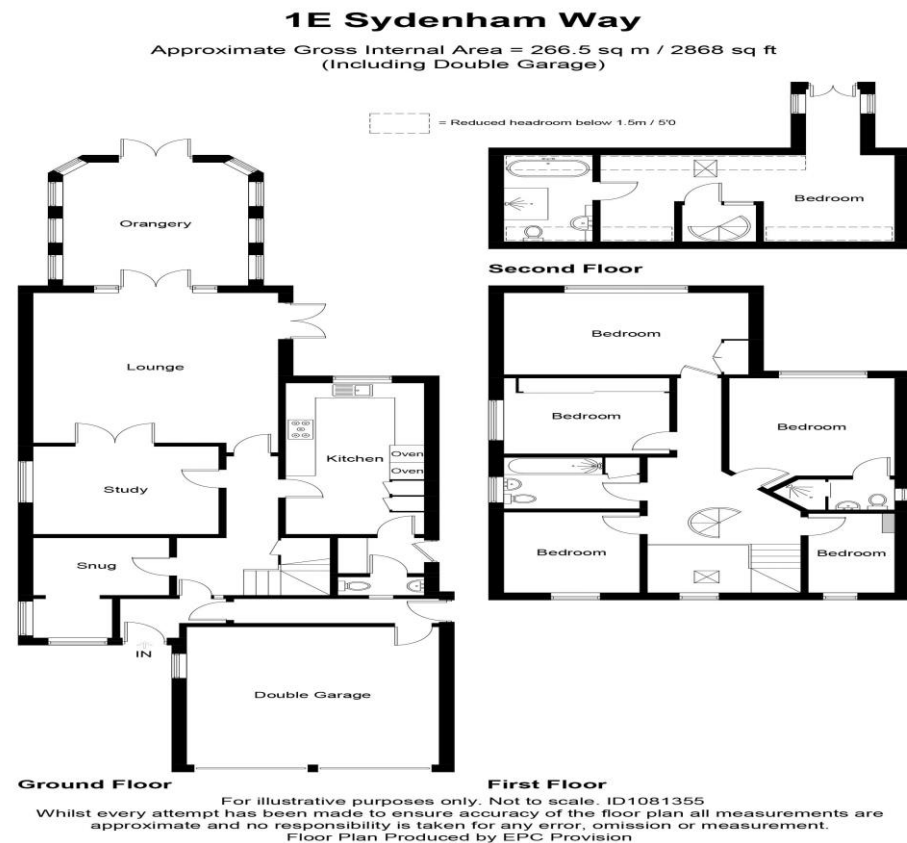 1E Sydenham Way
Approximate Gross Internal Area = 266.5 sq m / 2868 sq ft
(Including Double Garage)
= Reduced headroom below 1.5m / 5'0
Orangery
Lounge
Study
Kitchen
Oven
Oven
Snug
IN
Double Garage
Ground Floor
Bedroom
Second Floor
Bedroom
Bedroom
Bedroom
Bedroom
Bedroom
First Floor
For illustrative purposes only. Not to scale. ID1081355
Whilst every attempt has been made to ensure accuracy of the floor plan all measurements are
approximate and no responsibility is taken for any error, omission or measurement.
Floor Plan Produced by EPC Provision